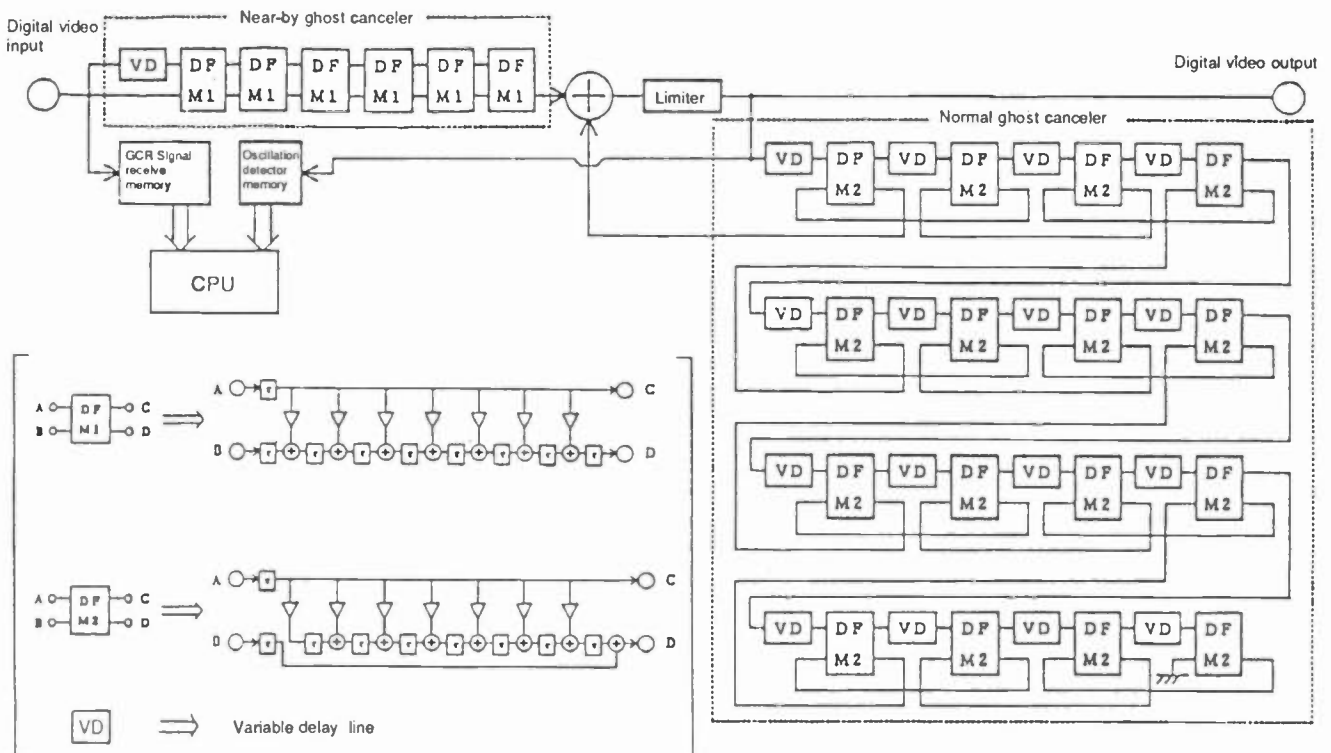 Near-by ghost canceler
Digital video
input
VD DF DF DF DF DF DF
M1 M1 M1 M1 M1 M1
Limiter
Digital video output
Normal ghost canceler
GCR Signal
receive
memory
Oscillation
detector
memory
CPU
VD DF VD DF VD DF VD DF
M2 M2 M2 M2
VD DF VD DF VD DF VD DF
M2 M2 M2 M2
VD DF VD DF VD DF VD DF
M2 M2 M2 M2
VD DF VD DF VD DF VD DF
M2 M2 M2 M2
A DF C
B M1 D
A τ C
B τ τ τ τ τ τ τ D
A DF C
B M2 D
A τ C
B τ τ τ τ τ τ τ τ D
VD Variable delay line